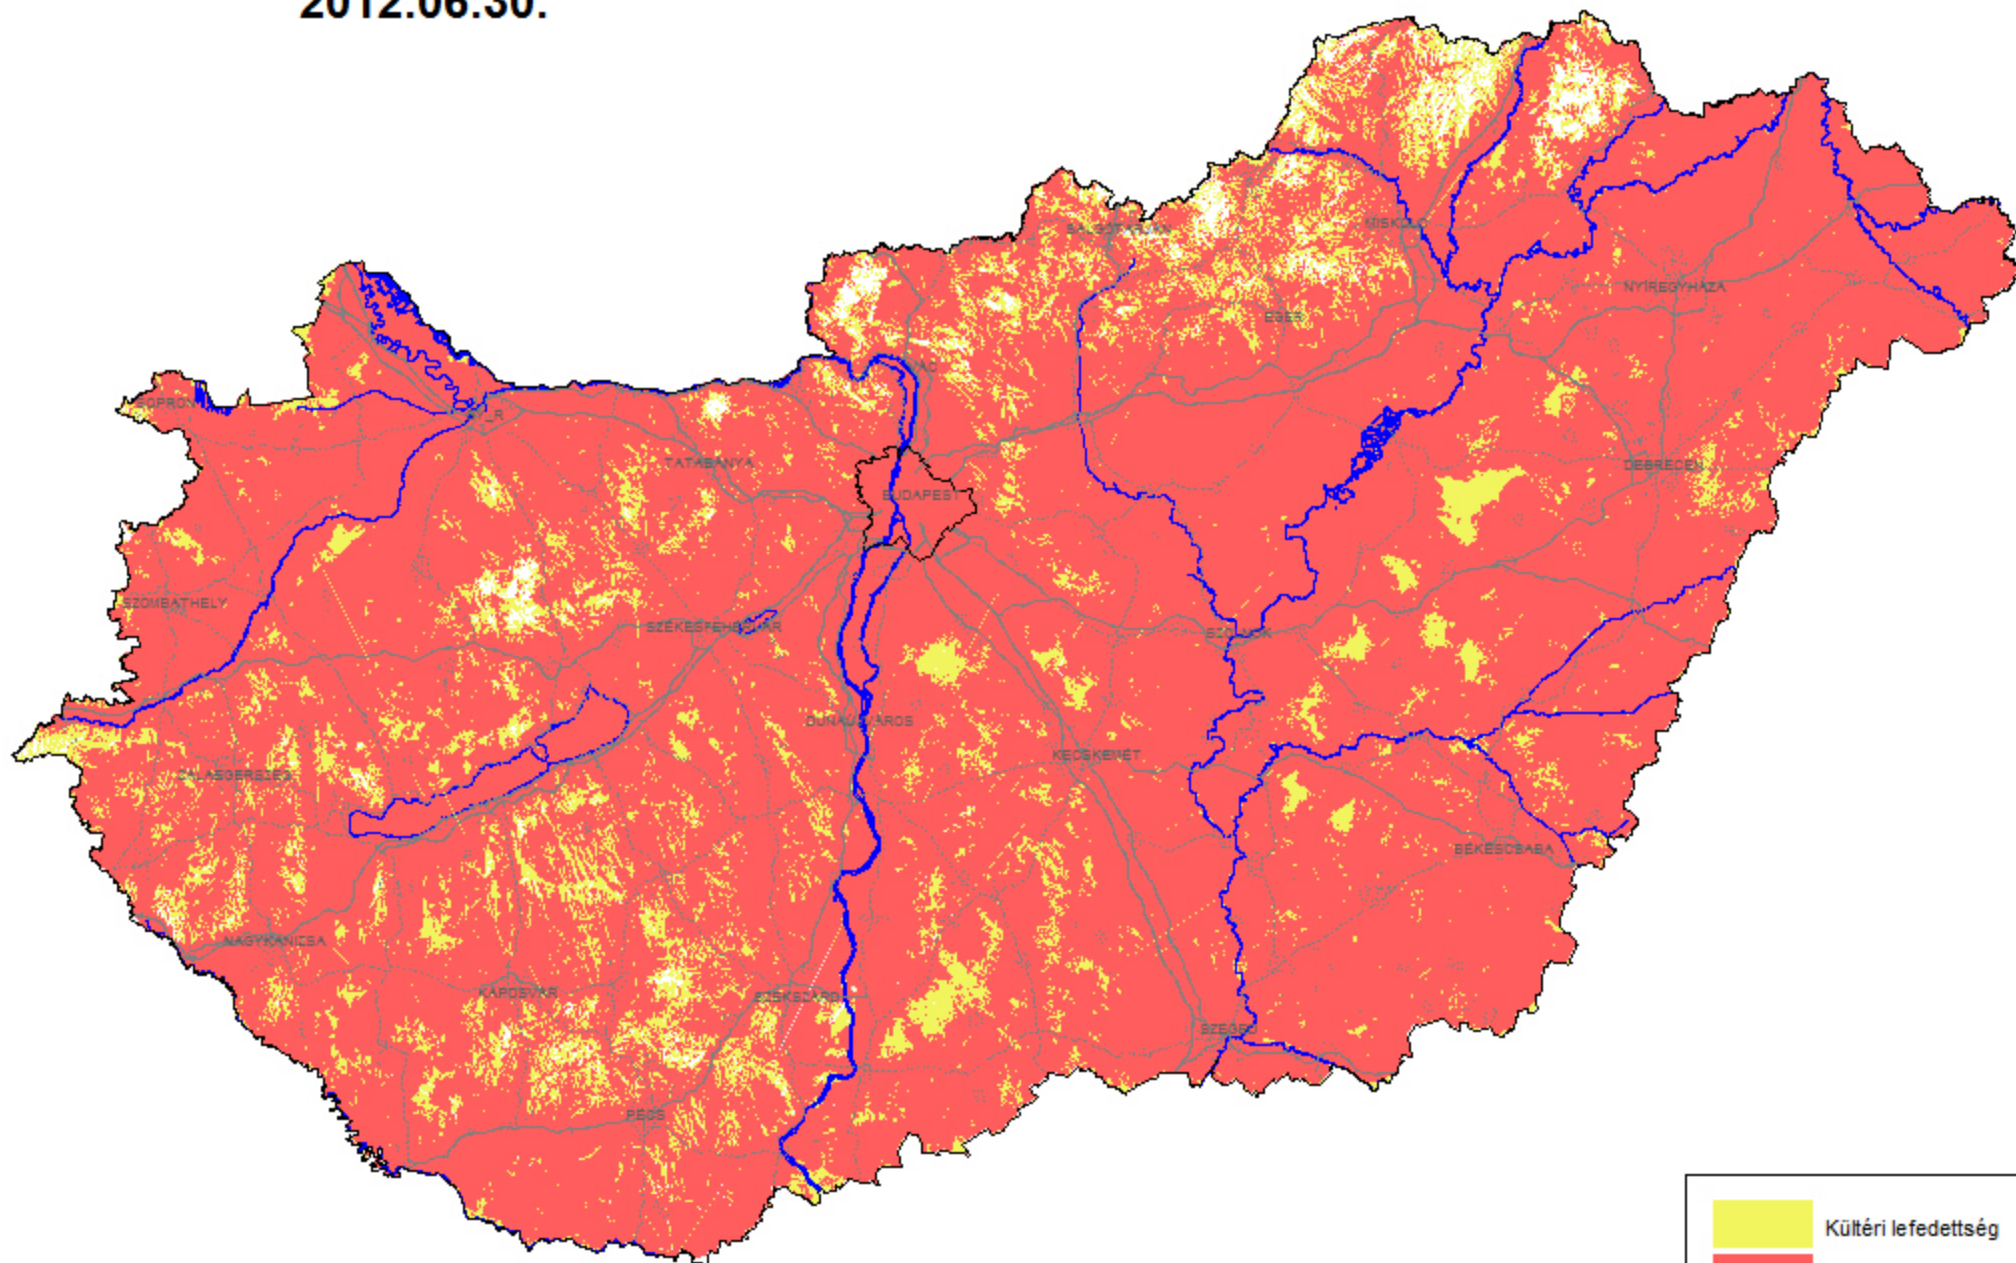 2012.06.30.
SALGÓTARJÁN
MISKOLC
NYÍREGYHÁZA
EGER
VÁC
SOPRON
TATABÁNYA
DEBRECEN
BUDAPEST
SZOMBATHELY
SZÉKESFEHÉRVÁR
SZOLNOK
DUNAÚJVÁROS
KECSKEMÉT
ZALAEGERSZEG
BÉKÉSCSABA
NAGYKANIZSA
KAPOSVÁR
SZEKSZÁRD
SZEGED
PÉCS
Kültéri lefedettség